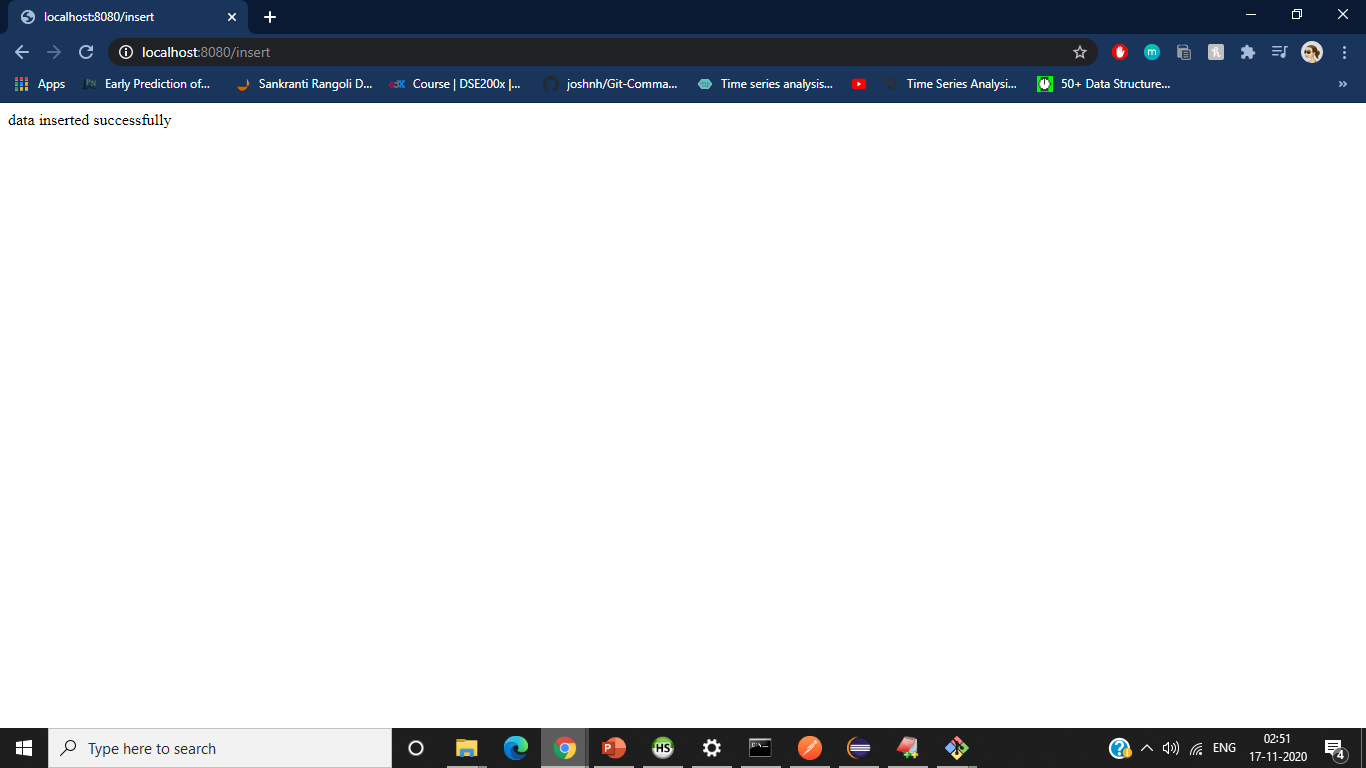 localhost:8080/insert
localhost:8080/insert
m
Apps
Early Prediction of...
Sankranti Rangoli D...
Course | DSE200x |...
joshnh/Git-Comma...
Time series analysis...
Time Series Analysi...
50+ Data Structure...
»
data inserted successfully
Type here to search
HS
ENG
02:51
17-11-2020
4